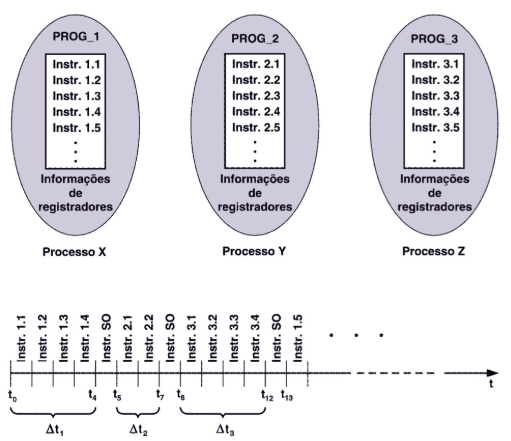 PROG_1
Instr. 1.1
Instr. 1.2
Instr. 1.3
Instr. 1.4
Instr. 1.5
Informações
de
registradores
Processo X
PROG_2
Instr. 2.1
Instr. 2.2
Instr. 2.3
Instr. 2.4
Instr. 2.5
Informações
de
registradores
Processo Y
PROG_3
Instr. 3.1
Instr. 3.2
Instr. 3.3
Instr. 3.4
Instr. 3.5
Informações
de
registradores
Processo Z
Instr. 1.1
Instr. 1.2
Instr. 1.3
Instr. 1.4
Instr. SO
Instr. 2.1
Instr. 2.2
Instr. SO
Instr. 3.1
Instr. 3.2
Instr. 3.3
Instr. 3.4
Instr. SO
Instr. 1.5
t₀ t₄ t₅ t₇ t₈ t₁₂ t₁₃ t
Δt₁ Δt₂ Δt₃